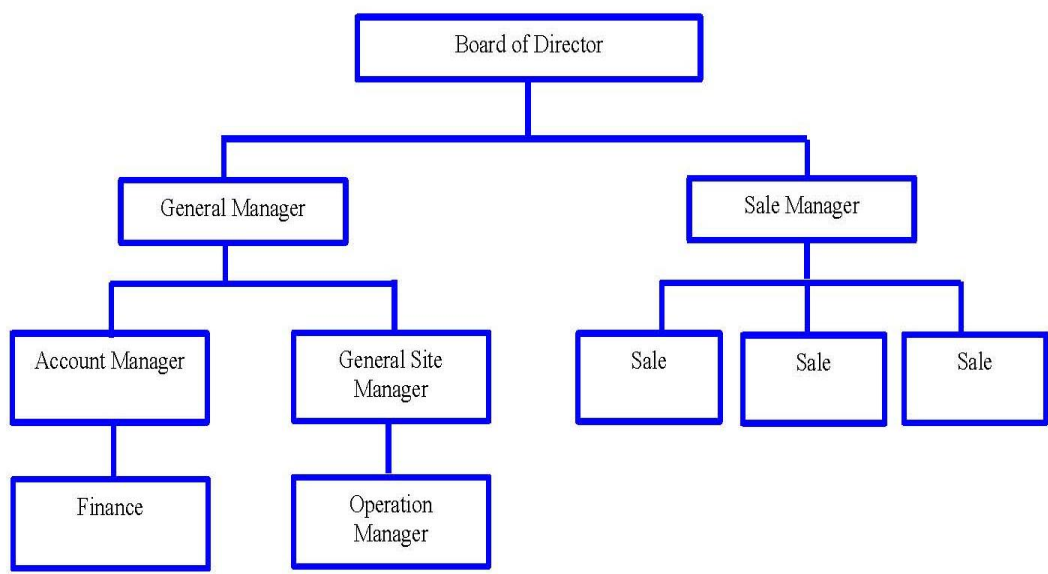 Board of Director
General Manager
Sale Manager
Account Manager
General Site
Manager
Sale
Sale
Sale
Finance
Operation
Manager